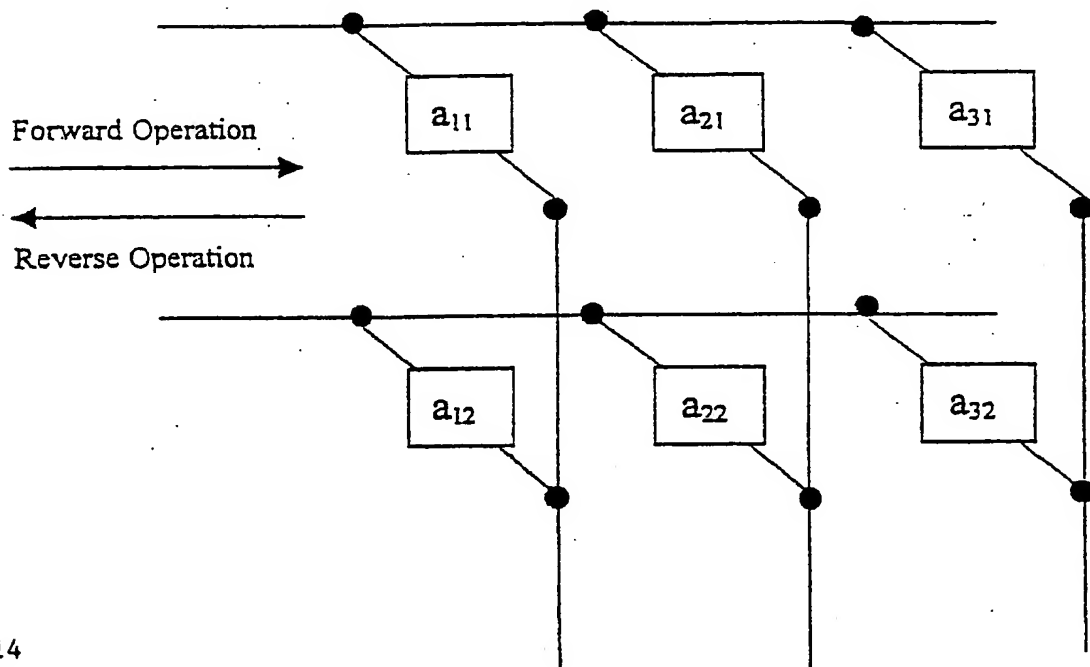 a₁₁ a₂₁ a₃₁
Forward Operation
Reverse Operation
a₁₂ a₂₂ a₃₂